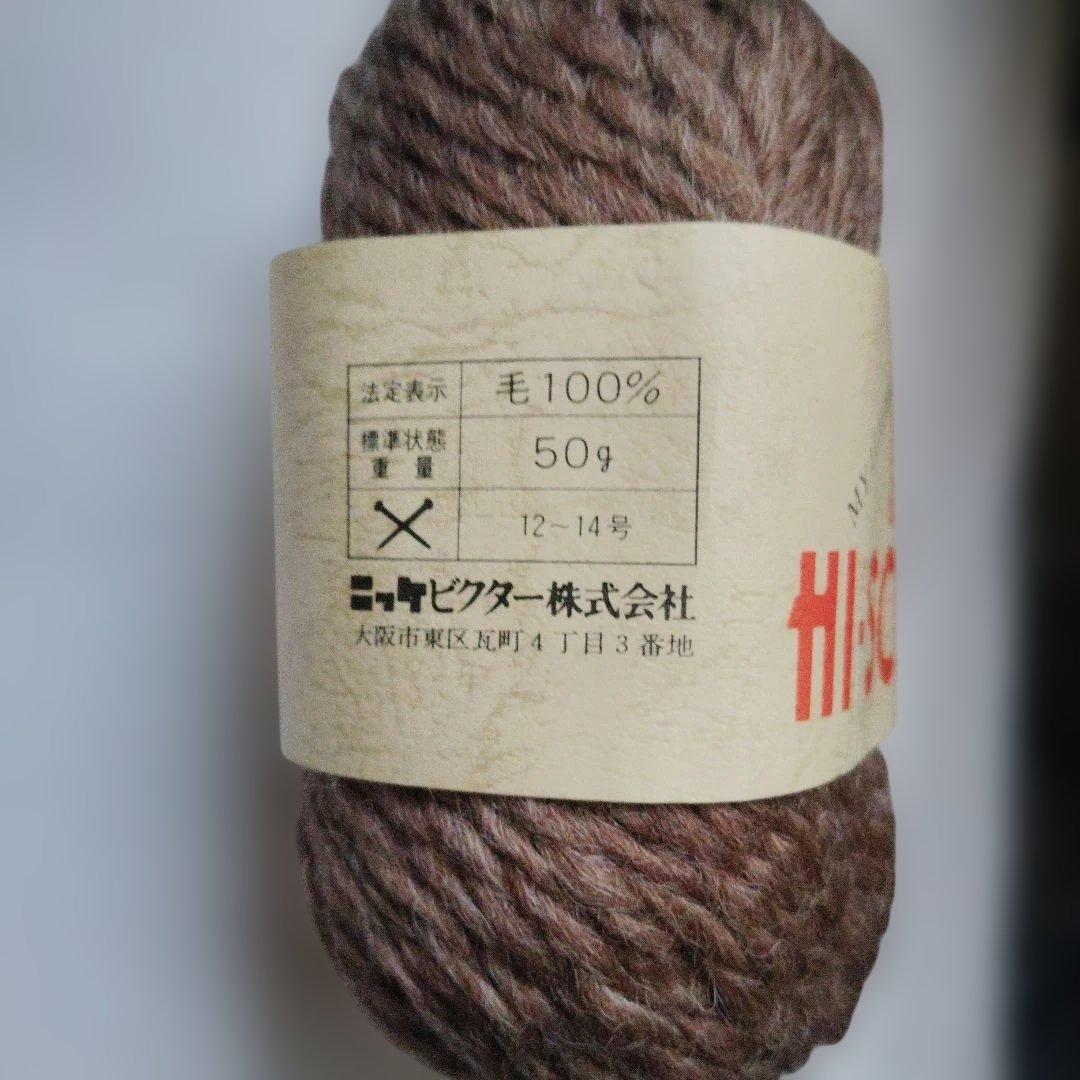 法定表示 毛100%
標準状態重量 50g
12~14号
ニッケビクター株式会社
大阪市東区瓦町4丁目3番地
HI-SC